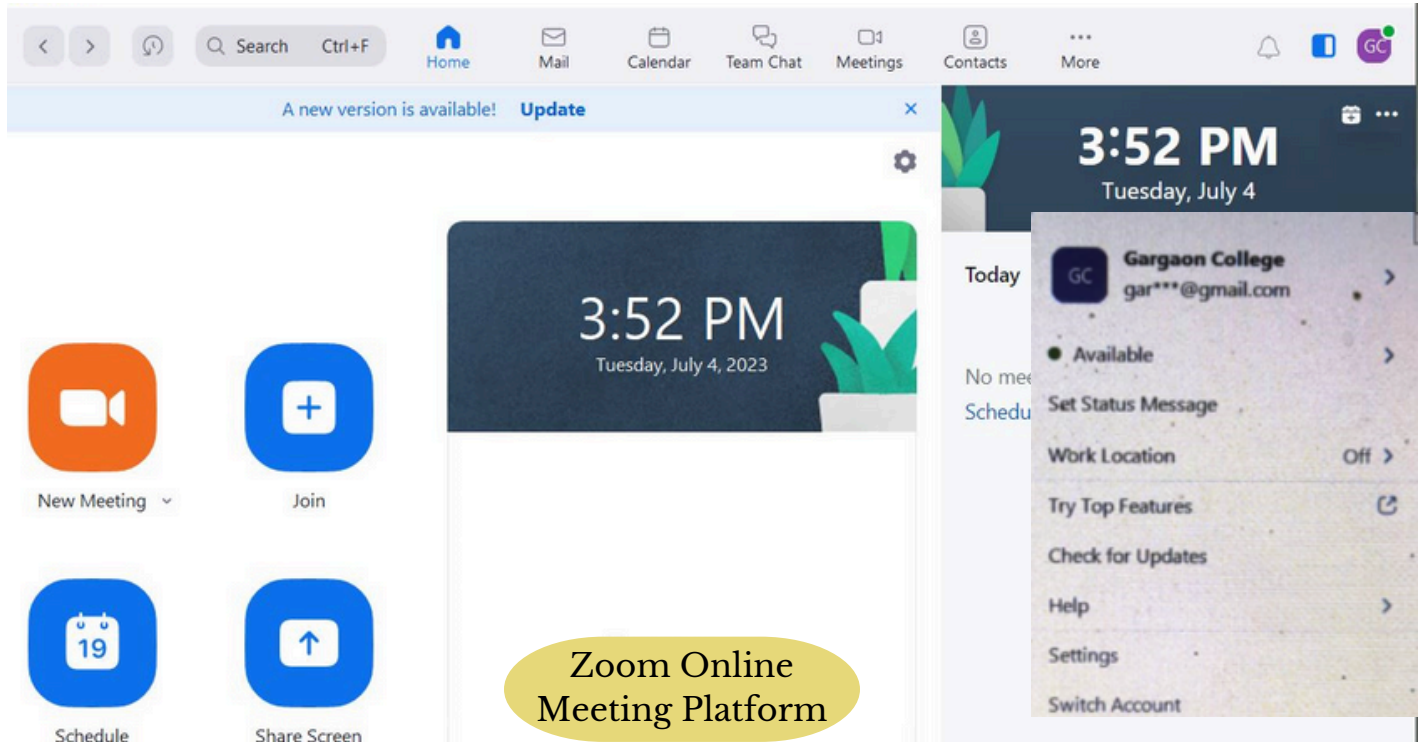 Search Ctrl+F
Home
Mail
Calendar
Team Chat
Meetings
Contacts
More
GC
A new version is available! Update
3:52 PM
Tuesday, July 4
3:52 PM
Tuesday, July 4, 2023
New Meeting
Join
19
Schedule
Share Screen
Today
No mee
Schedu
GC
Gargaon College
gar***@gmail.com
Available
Set Status Message
Work Location Off
Try Top Features
Check for Updates
Help
Settings
Switch Account
Zoom Online
Meeting Platform